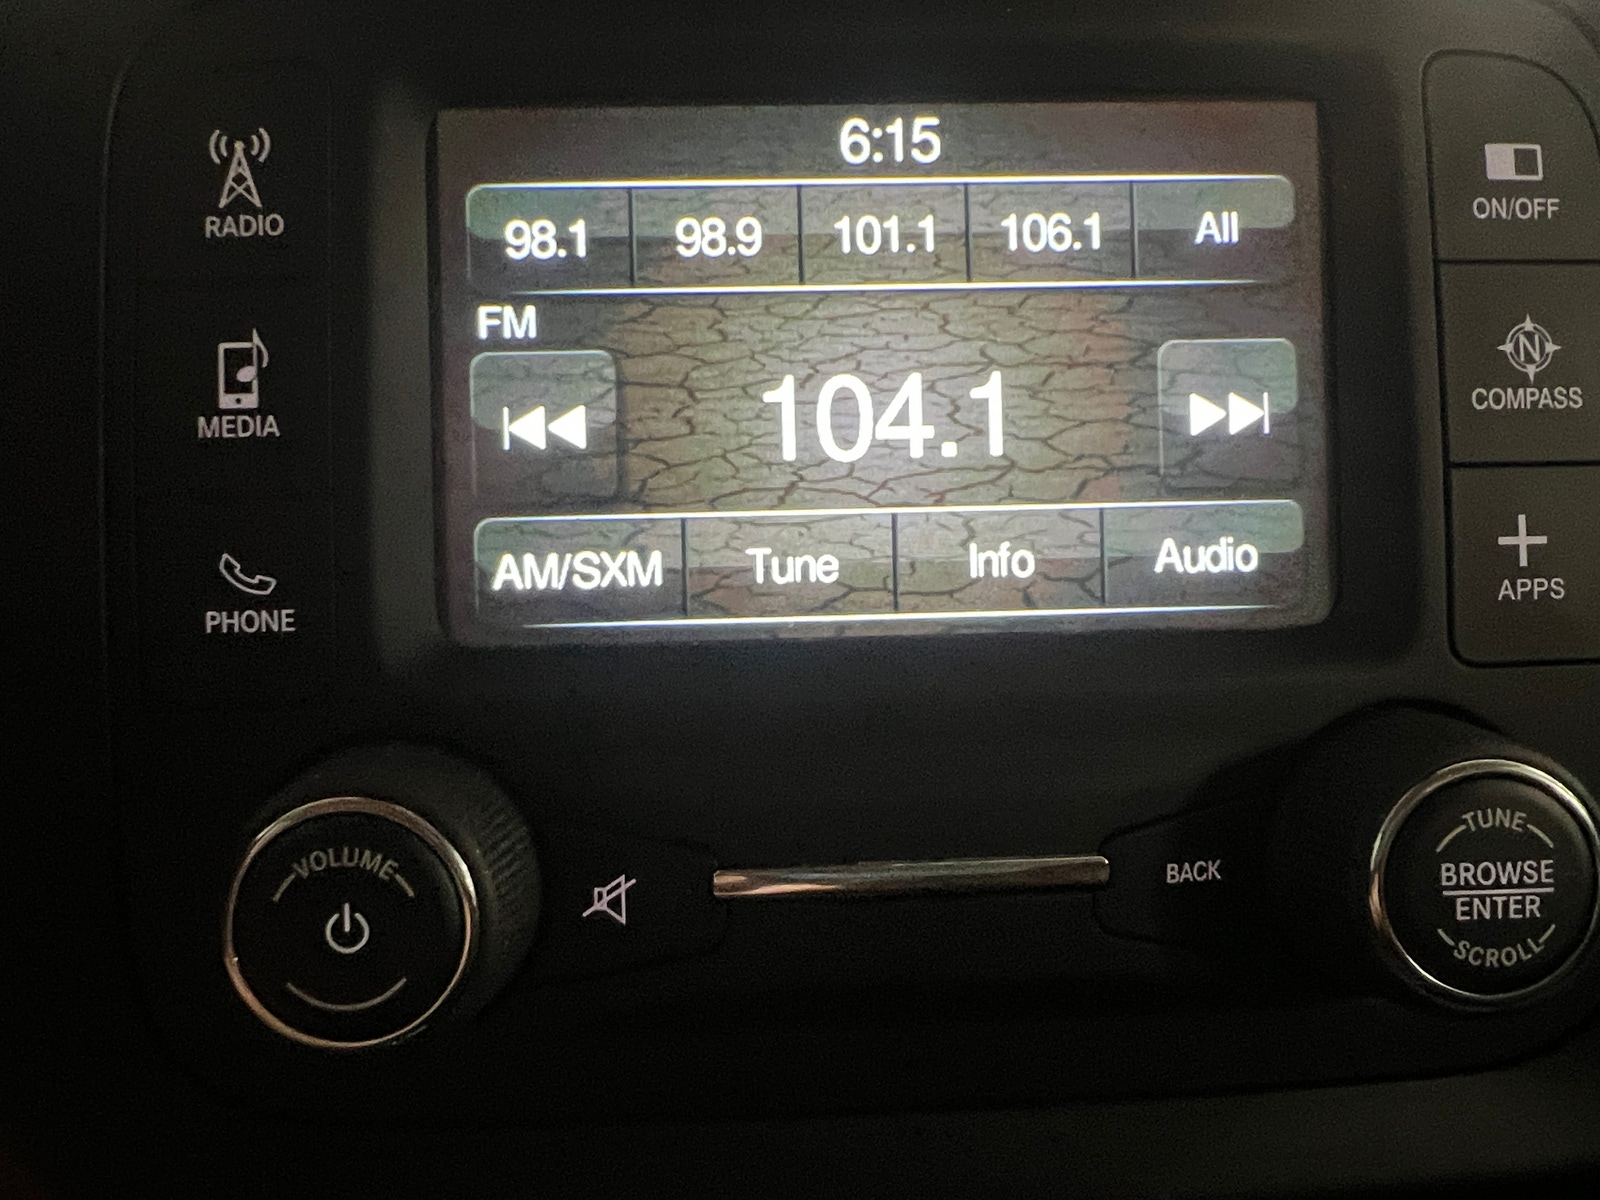 6:15
98.1 98.9 101.1 106.1 All
FM
104.1
AM/SXM Tune Info Audio
RADIO
MEDIA
PHONE
ON/OFF
N
COMPASS
APPS
VOLUME
BACK
TUNE
BROWSE
ENTER
SCROLL